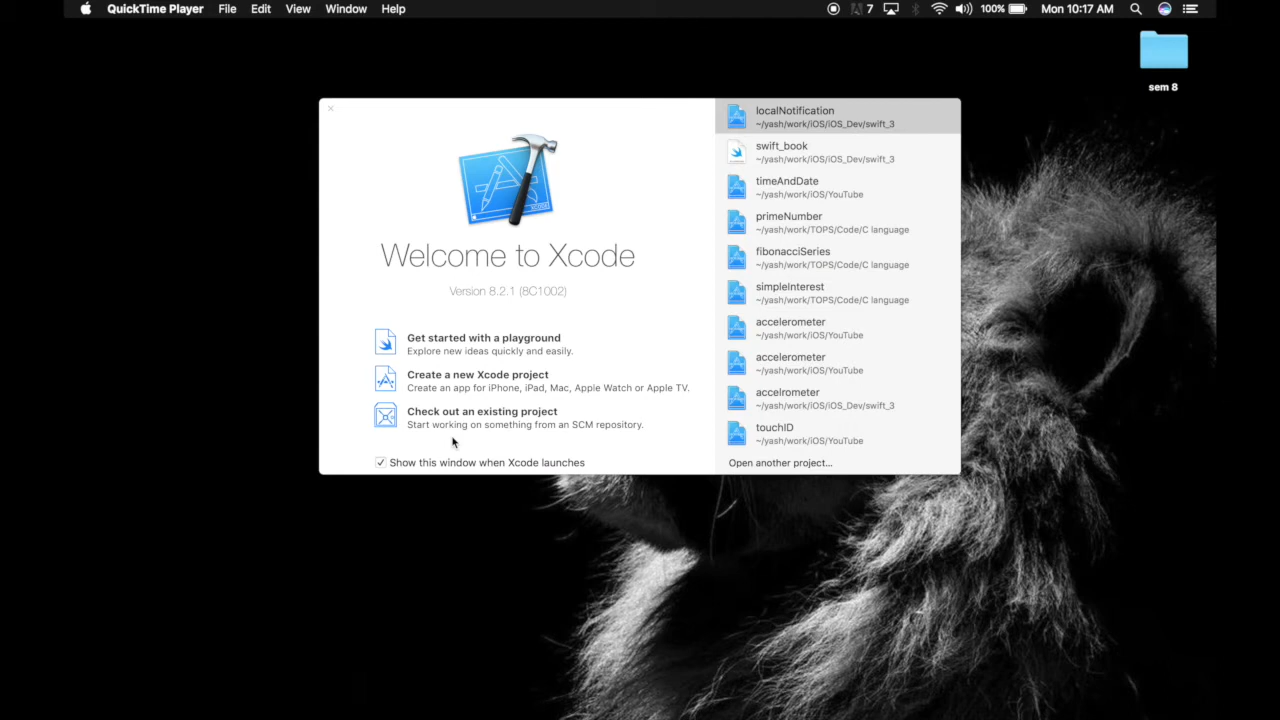 QuickTime Player File Edit View Window Help 7 100% Mon 10:17 AM
sem 8
Welcome to Xcode
Version 8.2.1 (8C1002)
Get started with a playground
Explore new ideas quickly and easily.
Create a new Xcode project
Create an app for iPhone, iPad, Mac, Apple Watch or Apple TV.
Check out an existing project
Start working on something from an SCM repository.
Show this window when Xcode launches
localNotification
~/yash/work/iOS/iOS_Dev/swift_3
swift_book
~/yash/work/iOS/iOS_Dev/swift_3
timeAndDate
~/yash/work/iOS/YouTube
primeNumber
~/yash/work/TOPS/Code/C language
fibonacciSeries
~/yash/work/TOPS/Code/C language
simpleInterest
~/yash/work/TOPS/Code/C language
accelerometer
~/yash/work/iOS/YouTube
accelerometer
~/yash/work/iOS/YouTube
accelrometer
~/yash/work/iOS/iOS_Dev/swift_3
touchID
~/yash/work/iOS/YouTube
Open another project...